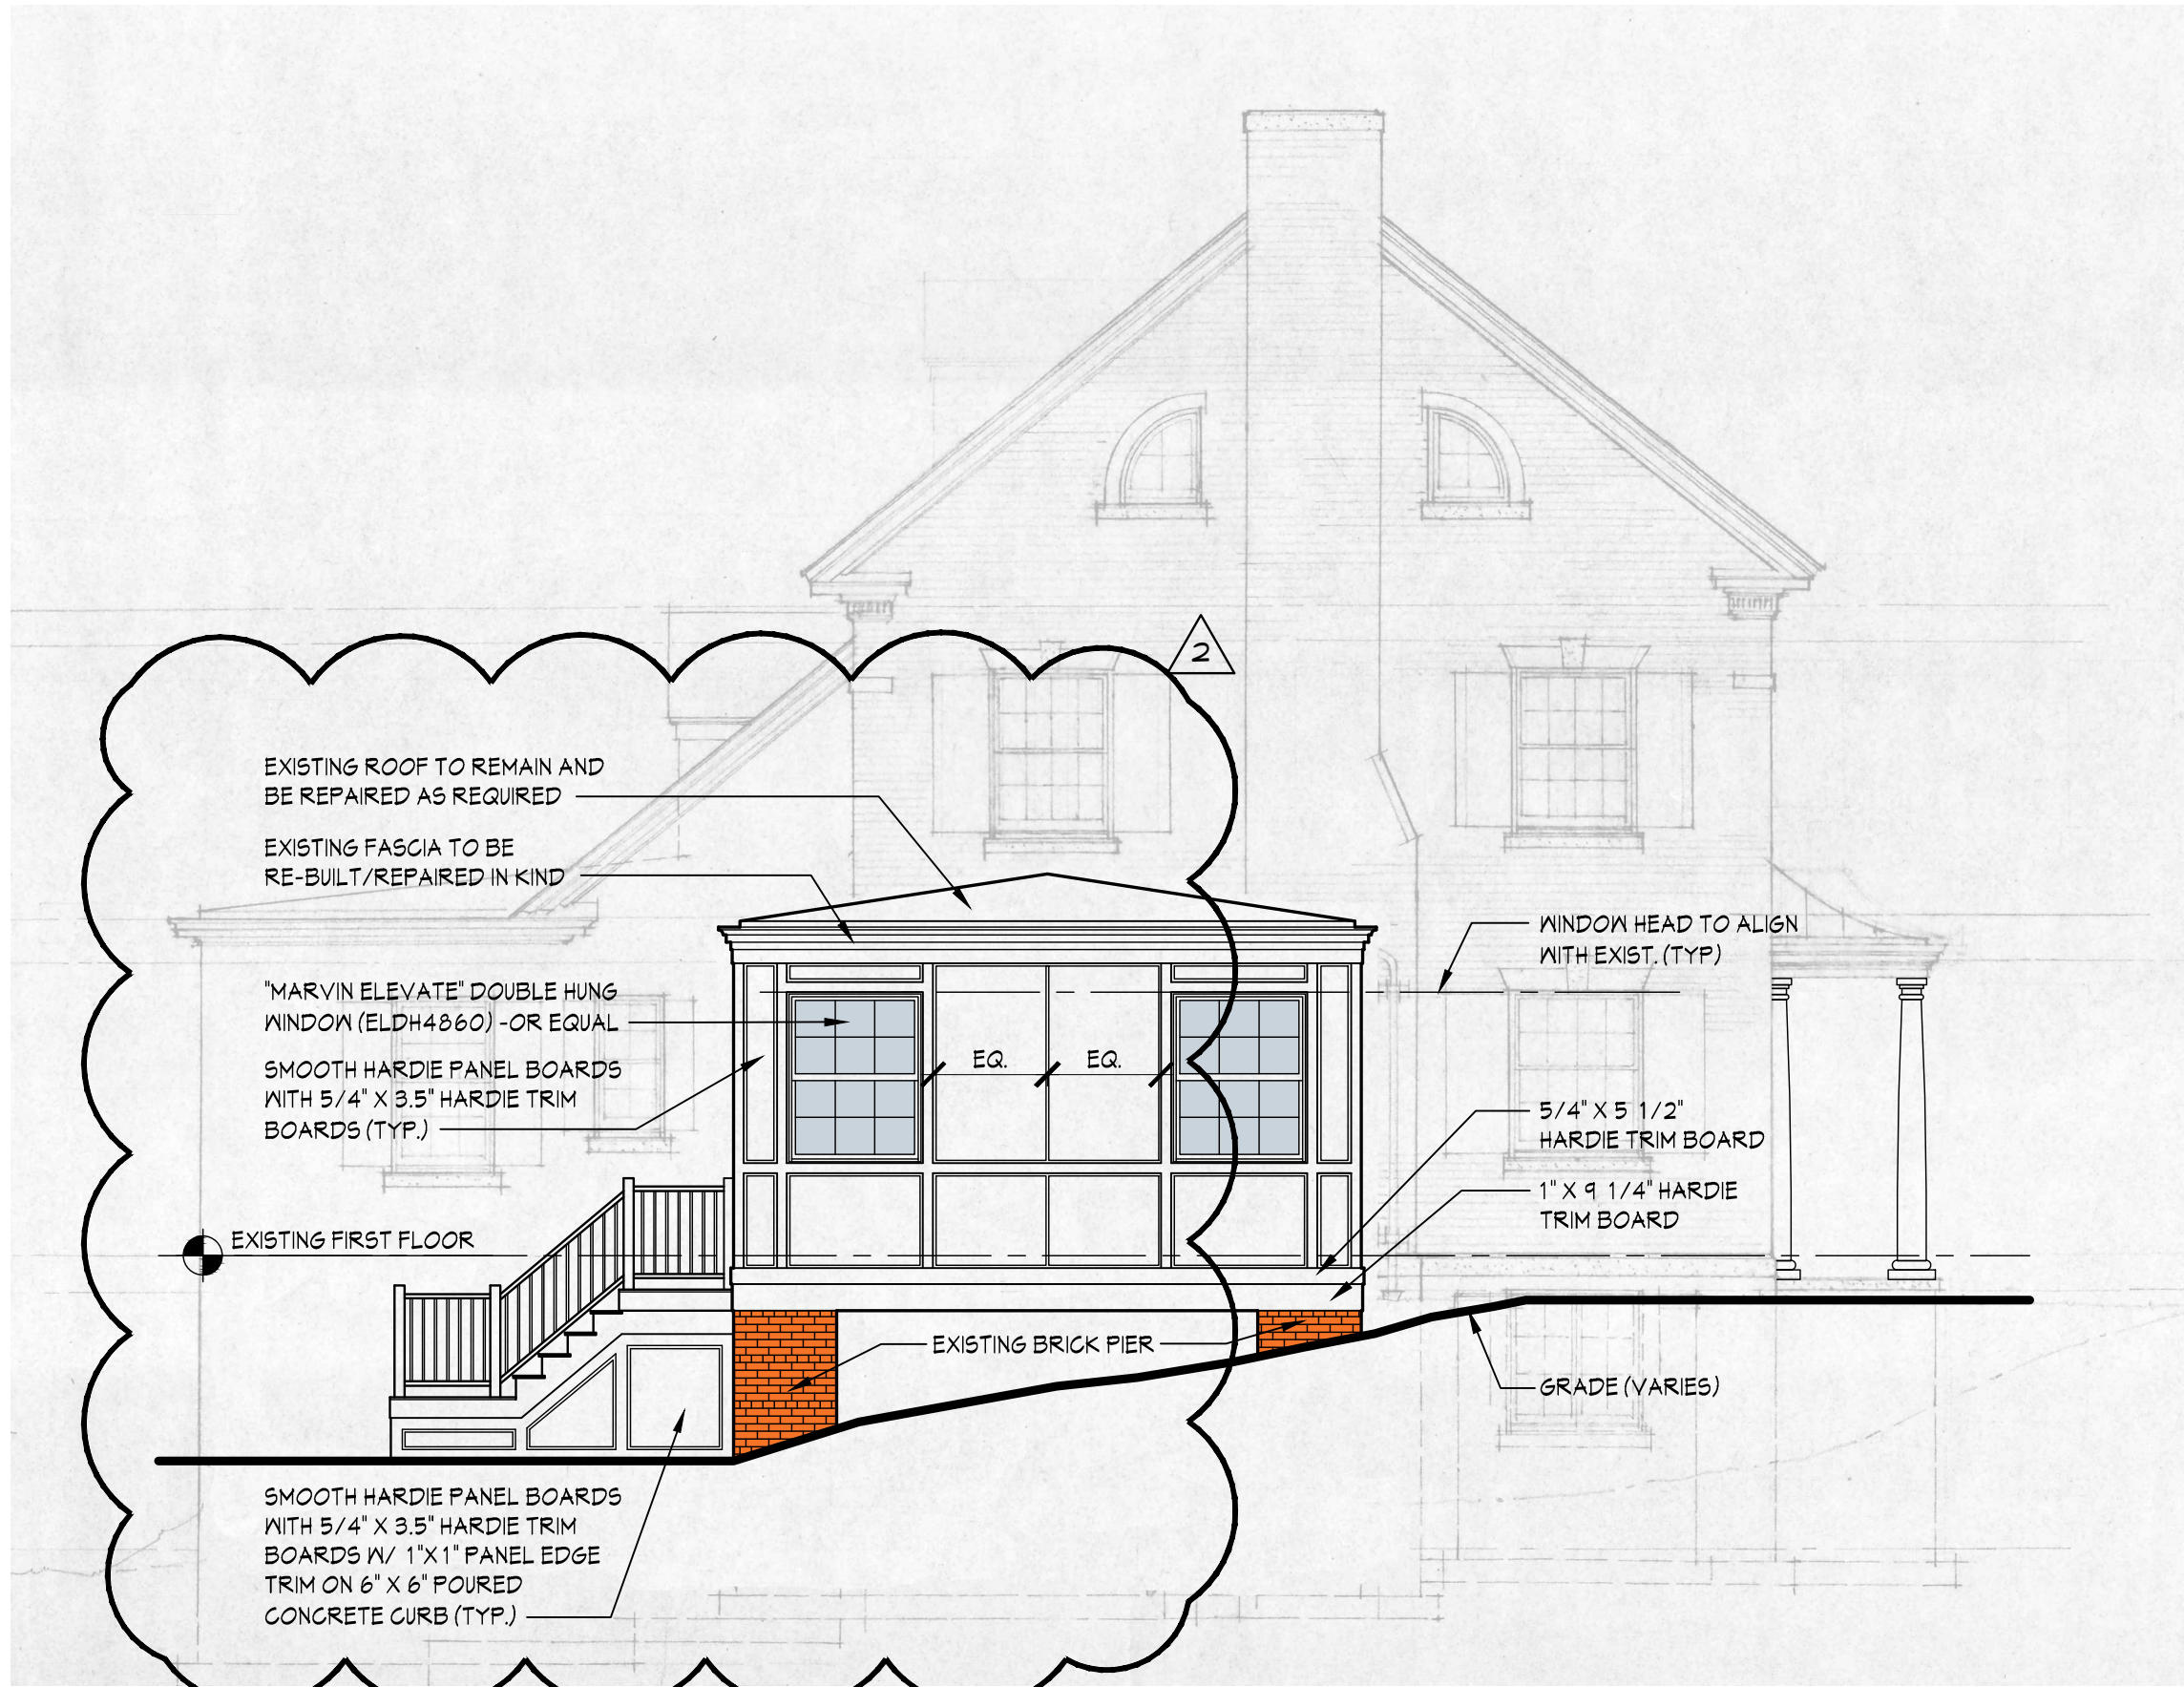 2
EXISTING ROOF TO REMAIN AND
BE REPAIRED AS REQUIRED
EXISTING FASCIA TO BE
RE-BUILT/REPAIRED IN KIND
"MARVIN ELEVATE" DOUBLE HUNG
WINDOW (ELDH4860) -OR EQUAL
SMOOTH HARDIE PANEL BOARDS
WITH 5/4" X 3.5" HARDIE TRIM
BOARDS (TYP.)
EQ.
EQ.
WINDOW HEAD TO ALIGN
WITH EXIST. (TYP)
5/4" X 5 1/2"
HARDIE TRIM BOARD
1" X 9 1/4" HARDIE
TRIM BOARD
EXISTING FIRST FLOOR
EXISTING BRICK PIER
GRADE (VARIES)
SMOOTH HARDIE PANEL BOARDS
WITH 5/4" X 3.5" HARDIE TRIM
BOARDS W/ 1"X1" PANEL EDGE
TRIM ON 6" X 6" POURED
CONCRETE CURB (TYP.)